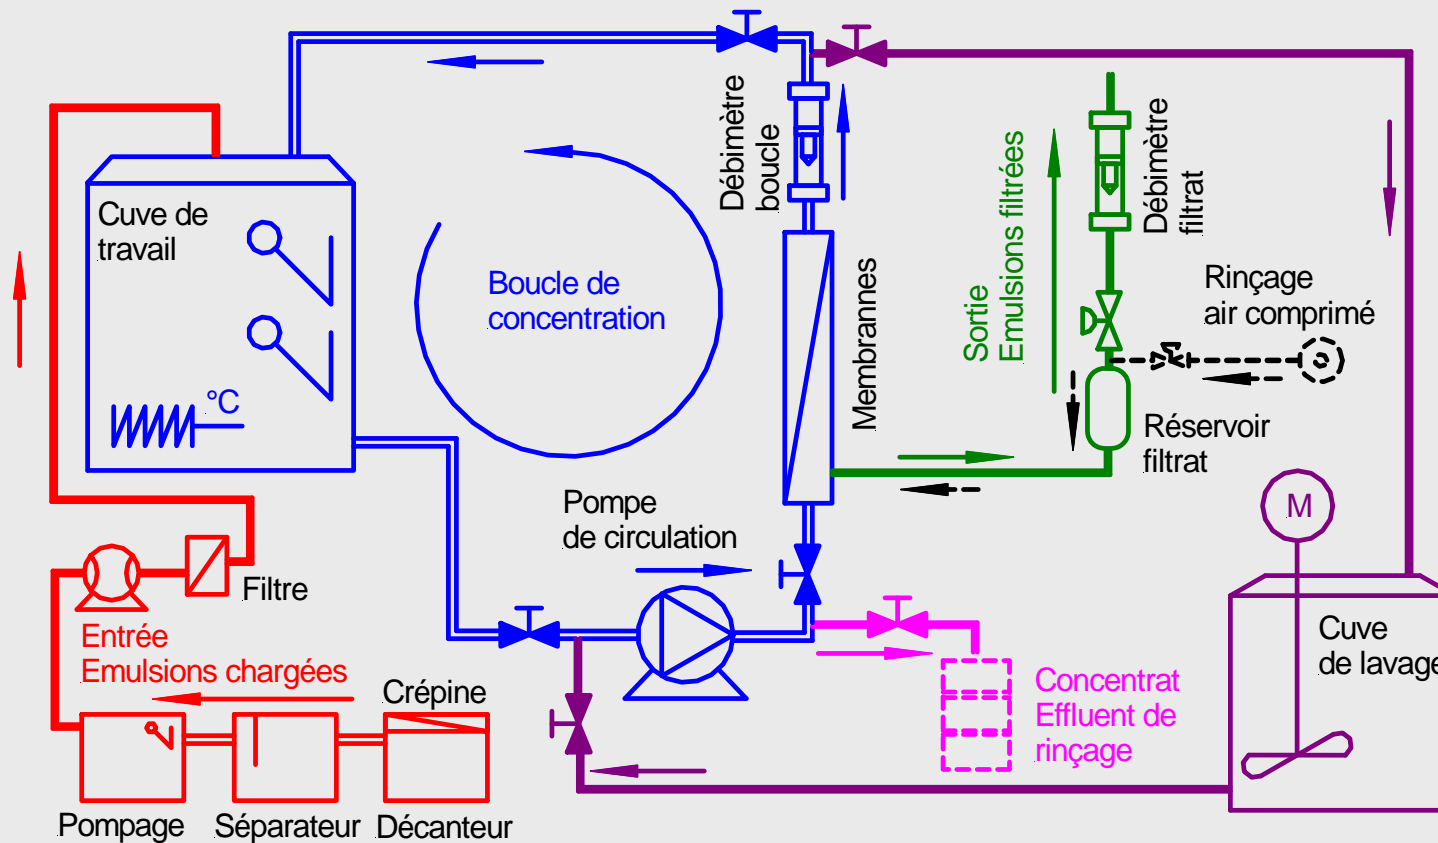 Cuve de
travail
°C
Boucle de
concentration
Débimètre
boucle
Membrannes
Sortie
Emulsions filtrées
Débimètre
filtrat
Rinçage
air comprimé
Réservoir
filtrat
Pompe
de circulation
Filtre
Entrée
Emulsions chargées
Crépine
Pompage
Séparateur
Décanteur
Concentrat
Effluent de
rinçage
M
Cuve
de lavage